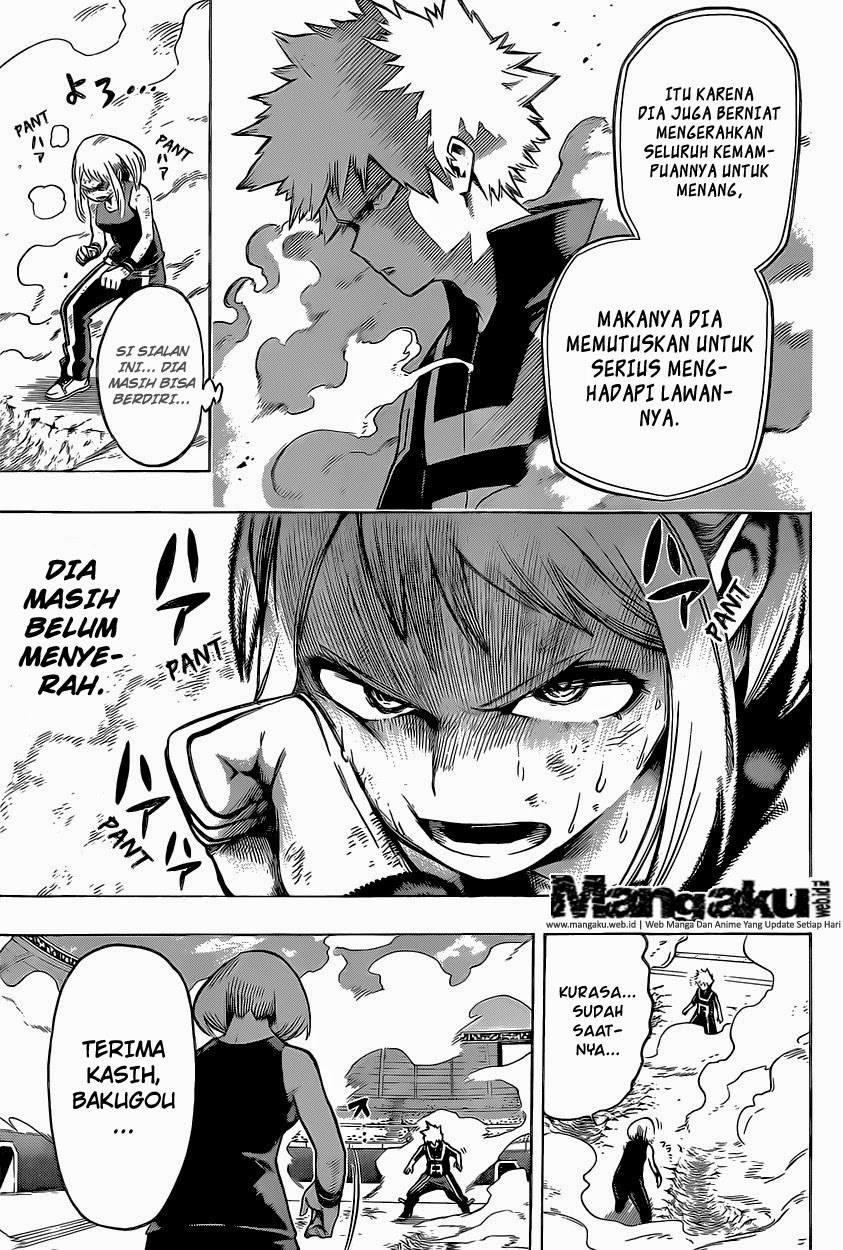 ITU KARENA
DIA JUGA BERNIAT
MENGERAHKAN
SELURUH KEMAM-
PUANNYA UNTUK
MENANG,
MAKANYA DIA
MEMUTUSKAN UNTUK
SERIUS MENG-
HADAPI LAWAN-
NYA.
よろ...
PANT
ハァ
PANT
ハァ
PANT
SI SIALAN
INI... DIA
MASIH BISA
BERDIRI...
DIA
MASIH
BELUM
MENYE-
RAH.
ハァ
PANT
ハァ
PANT
ハァ
PANT
Mangaku
web.id
www.mangaku.web.id | Web Manga Dan Anime Yang Update Setiap Hari
KURASA...
SUDAH
SAAT-
NYA...
TERIMA
KASIH,
BAKUGOU
...